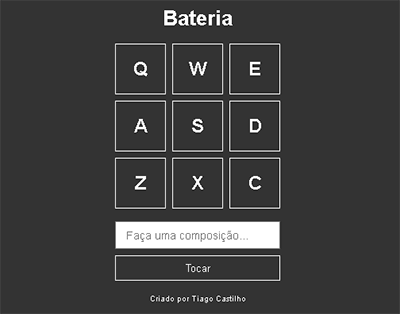 Bateria
Q W E
A S D
Z X C
Faça uma composição...
Tocar
Criado por Tiago Castilho